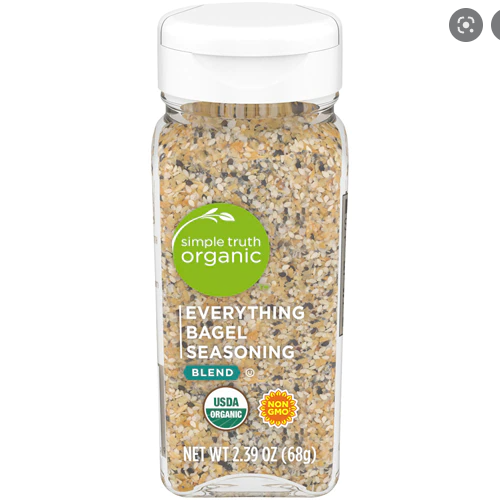 simple truth
organic
EVERYTHING
BAGEL
SEASONING
BLEND
USDA
ORGANIC
NON
GMO
NET WT 2.39 OZ (68g)